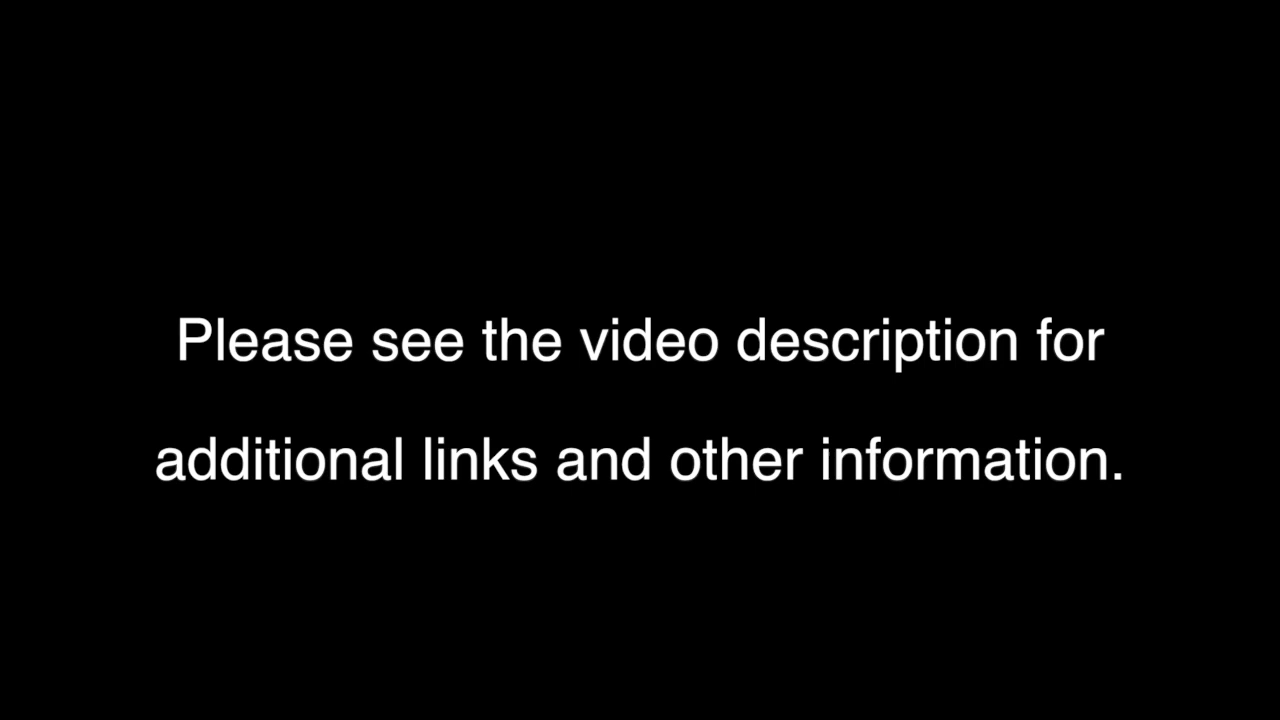 Please see the video description for
additional links and other information.